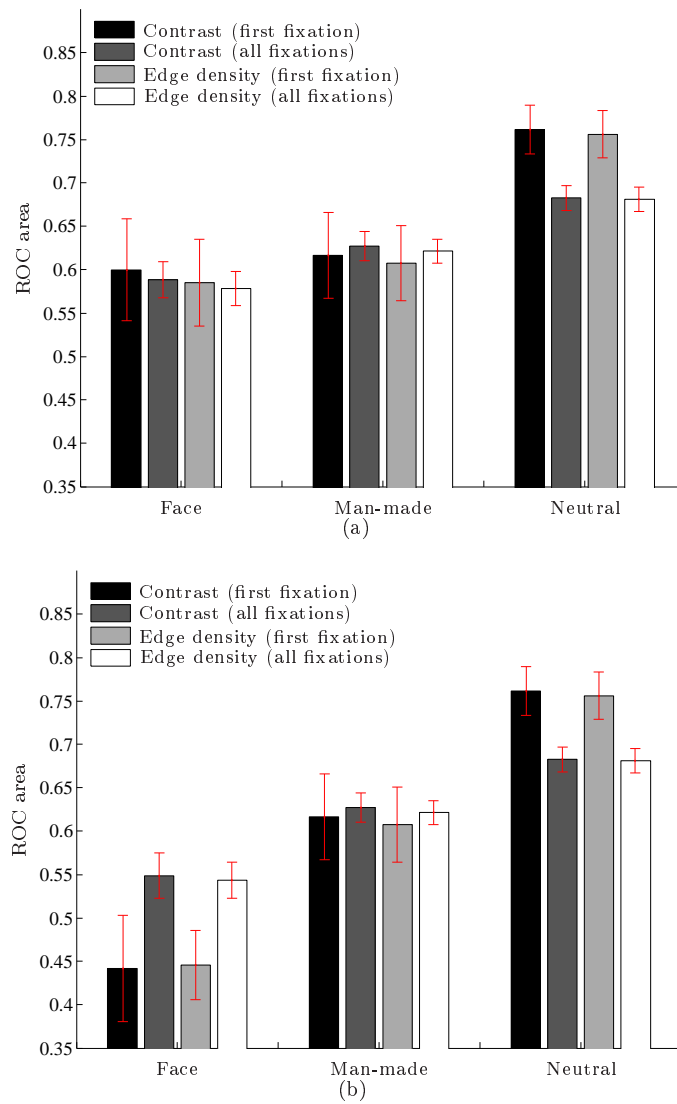 Contrast (first fixation)
Contrast (all fixations)
Edge density (first fixation)
Edge density (all fixations)
0.85
0.8
0.75
0.7
0.65
0.6
0.55
0.5
0.45
0.4
0.35
ROC area
Face Man-made Neutral
(a)
Contrast (first fixation)
Contrast (all fixations)
Edge density (first fixation)
Edge density (all fixations)
0.85
0.8
0.75
0.7
0.65
0.6
0.55
0.5
0.45
0.4
0.35
ROC area
Face Man-made Neutral
(b)